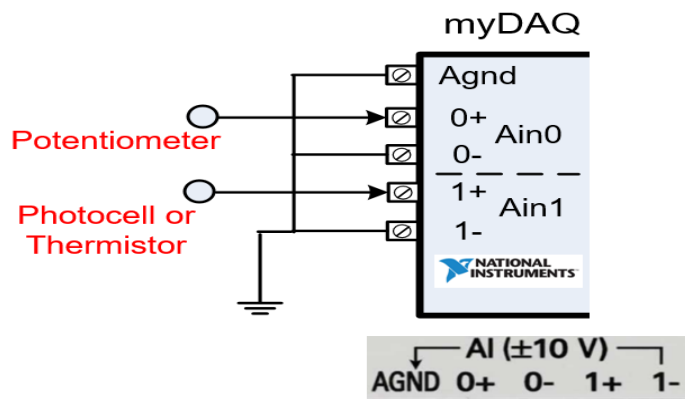 myDAQ
Agnd
Potentiometer
0+
Ain0
0-
Photocell or
Thermistor
1+
Ain1
1-
NATIONAL
INSTRUMENTS
AI (±10 V)
AGND 0+ 0- 1+ 1-